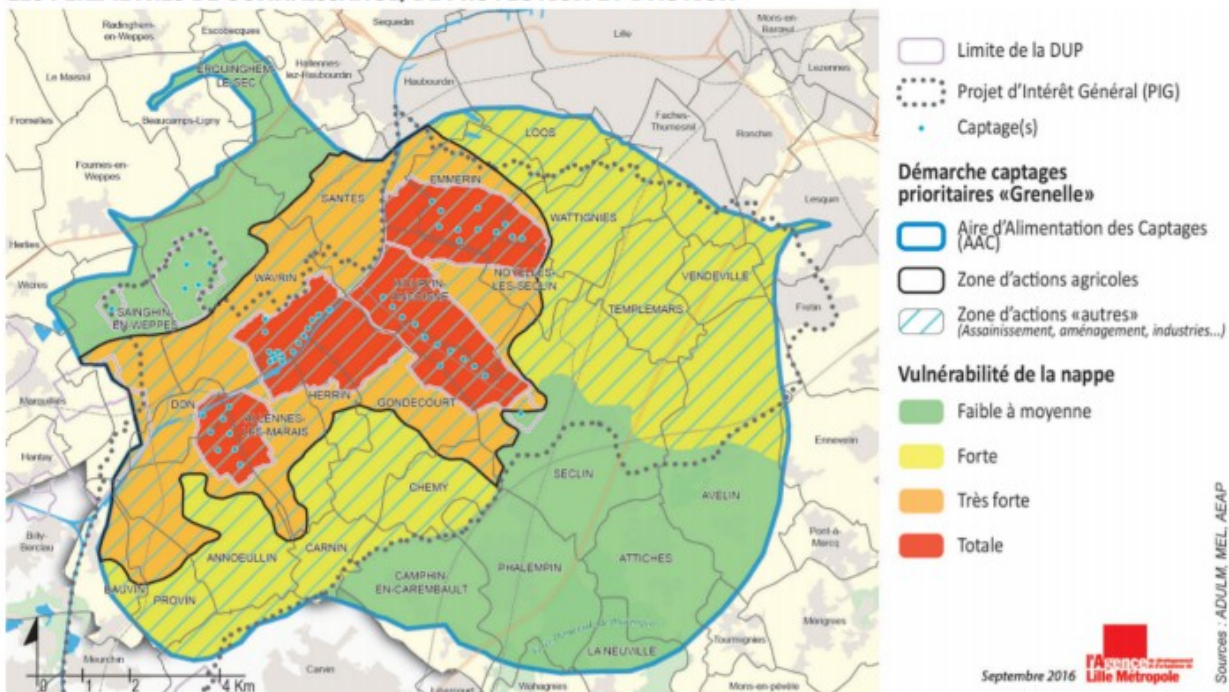 Radinghem-
en-Weppes
Escobecques
Sequedin
Lille
Mons-en-
Barœul
Le Maisnil
ERQUINGHEM-
LE-SEC
Hallennes-
lez-Haubourdin
Haubourdin
Lezennes
Fromelles
Beaucamps-Ligny
LOOS
Faches-
Thumesnil
Ronchin
Fournes-en-
Weppes
EMMERIN
Lesquin
SANTES
WATTIGNIES
Herlies
WAVRIN
NOYELLES-
LES-SECLIN
VENDEVILLE
Wicres
SAINGHIN-
EN-WEPPES
TEMPLEMARS
Fretin
Marquillies
DON
HERRIN
GONDECOURT
ALLENNES-
LES-MARAIS
Hantay
Ennevelin
SECLIN
CHEMY
AVELIN
Billy-
Berclau
ANNOEULLIN
CARNIN
Pont-à-
Marcq
CAMPHIN-
EN-CAREMBAULT
PHALEMPIN
ATTICHES
BAUVIN
PROVIN
LA NEUVILLE
Mérignies
Tourmignies
Meurchin
Carvin
Libercourt
Wahagnies
Mons-en-pévèle
0 1 2 4 Km
Limite de la DUP
Projet d'Intérêt Général (PIG)
Captage(s)
Démarche captages
prioritaires «Grenelle»
Aire d'Alimentation des Captages
(AAC)
Zone d'actions agricoles
Zone d'actions «autres»
(Assainissement, aménagement, industries...)
Vulnérabilité de la nappe
Faible à moyenne
Forte
Très forte
Totale
Septembre 2016
l'Agence
Lille Métropole
Sources : ADULM, MEL, AEAP